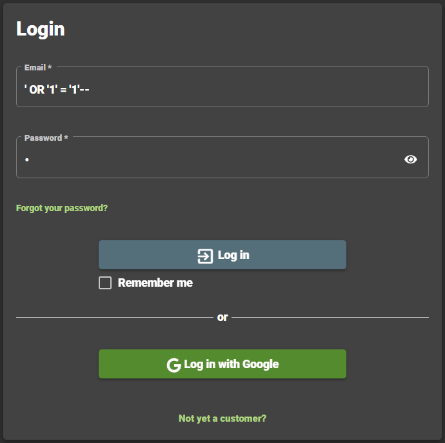 Login
Email *
' OR '1' = '1'--
Password *
•
Forgot your password?
Log in
Remember me
or
Log in with Google
Not yet a customer?